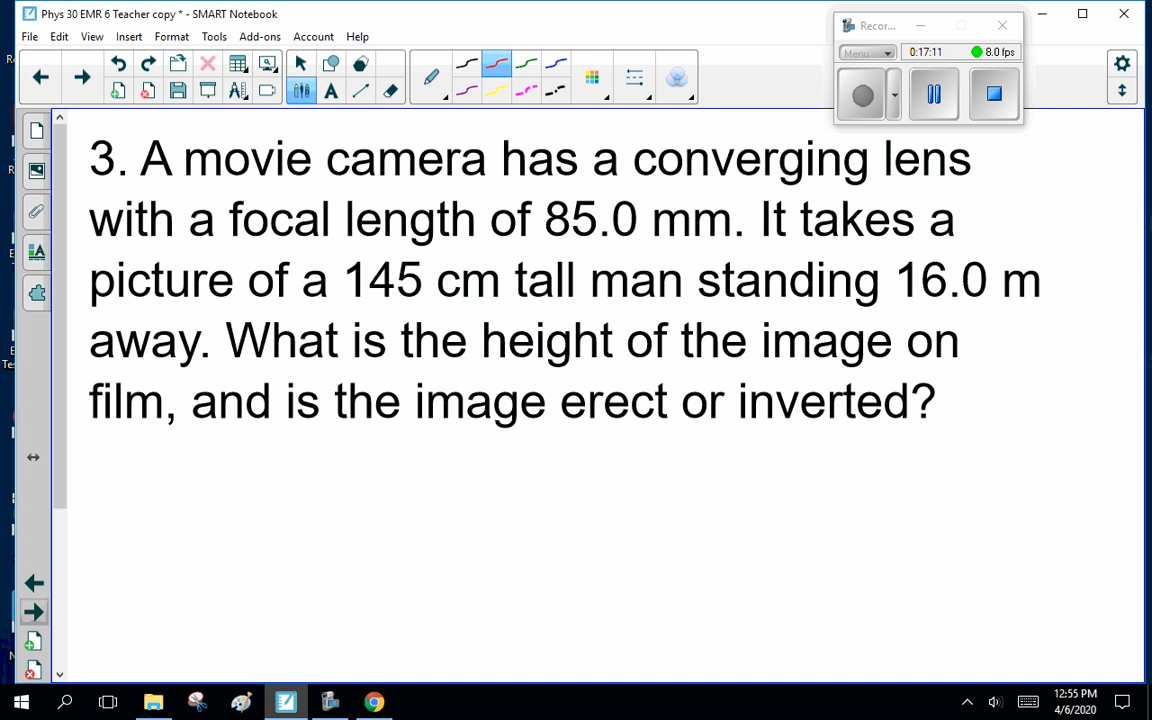 Phys 30 EMR 6 Teacher copy * - SMART Notebook
Recor...
File Edit View Insert Format Tools Add-ons Account Help
Menu
0:17:11
8.0 fps
3. A movie camera has a converging lens
with a focal length of 85.0 mm. It takes a
picture of a 145 cm tall man standing 16.0 m
away. What is the height of the image on
film, and is the image erect or inverted?
12:55 PM
4/6/2020